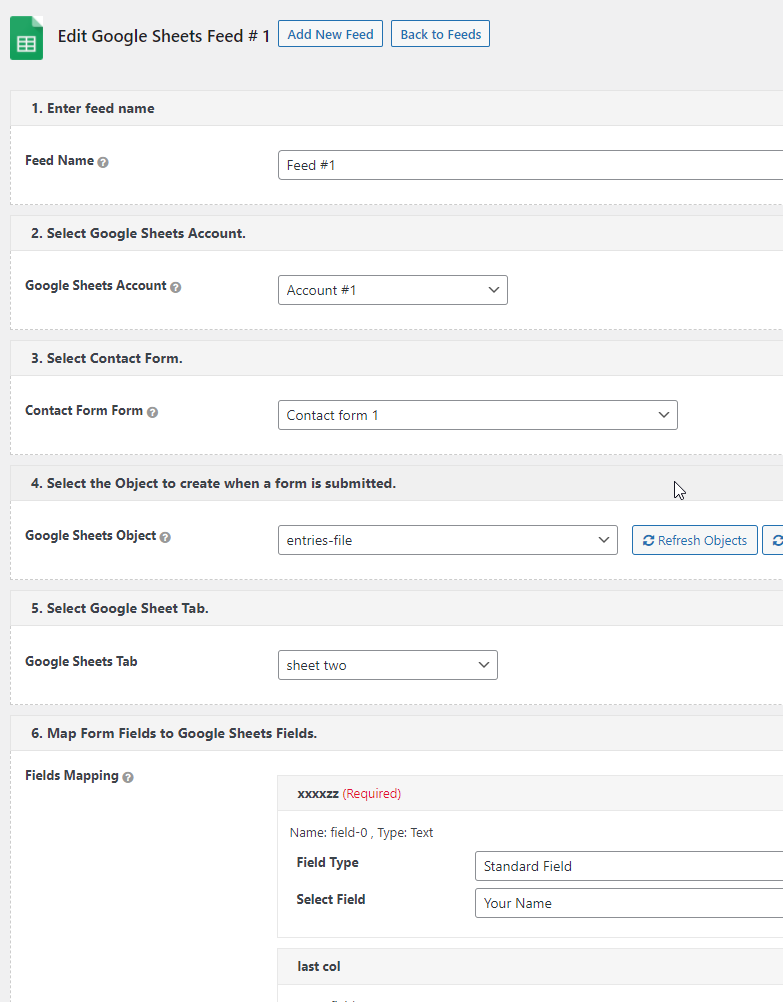 Edit Google Sheets Feed # 1 Add New Feed Back to Feeds
1. Enter feed name
Feed Name
Feed #1
2. Select Google Sheets Account.
Google Sheets Account
Account #1
3. Select Contact Form.
Contact Form Form
Contact form 1
4. Select the Object to create when a form is submitted.
Google Sheets Object
entries-file
Refresh Objects
5. Select Google Sheet Tab.
Google Sheets Tab
sheet two
6. Map Form Fields to Google Sheets Fields.
Fields Mapping
xxxxzz (Required)
Name: field-0 , Type: Text
Field Type
Standard Field
Select Field
Your Name
last col